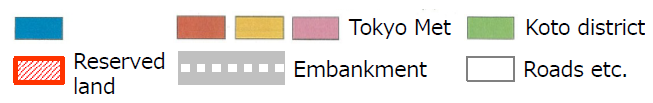 Tokyo Met
Koto district
Reserved
land
Embankment
Roads etc.